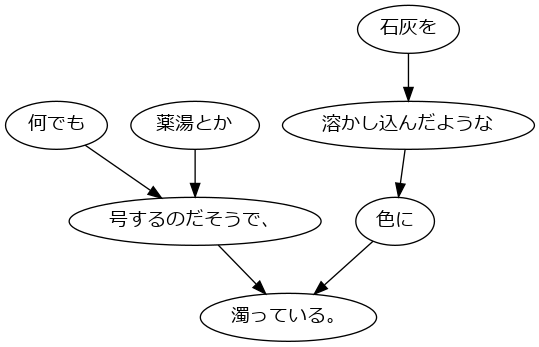 石灰を
何でも
薬湯とか
溶かし込んだような
号するのだそうで、
色に
濁っている。